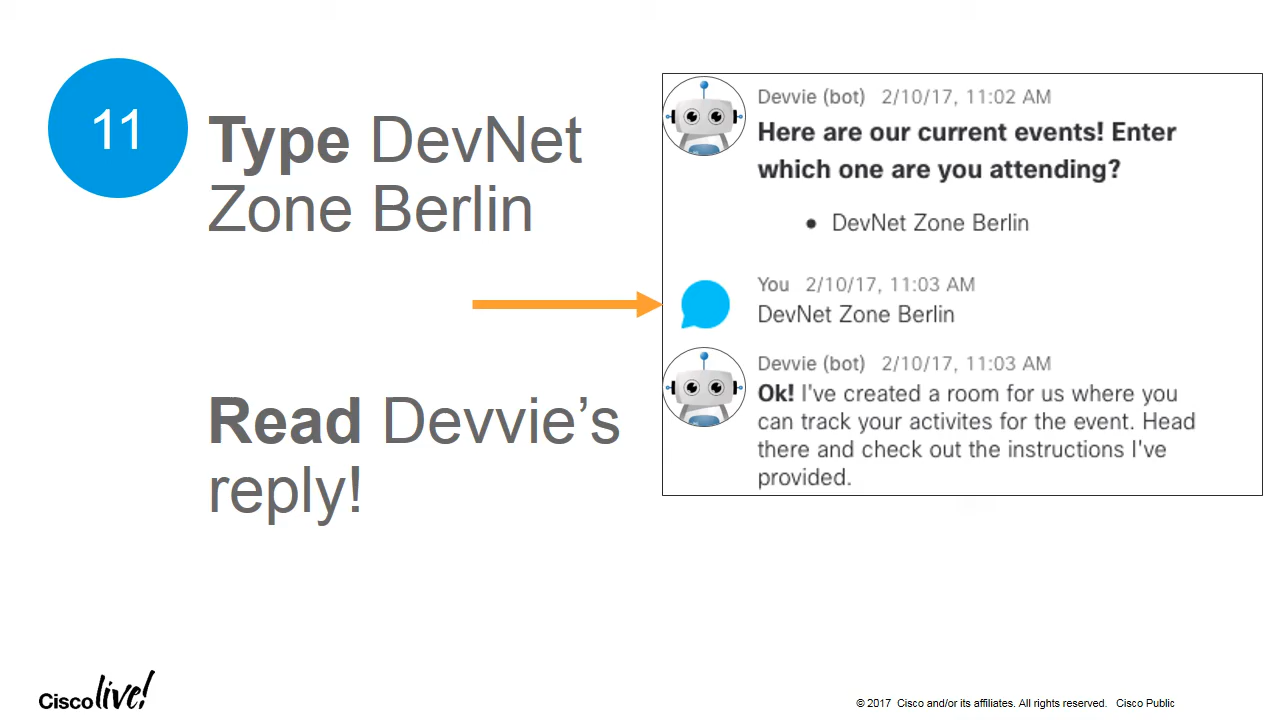 11
Type DevNet
Zone Berlin
Read Devvie’s
reply!
Devvie (bot) 2/10/17, 11:02 AM
Here are our current events! Enter
which one are you attending?
• DevNet Zone Berlin
You 2/10/17, 11:03 AM
DevNet Zone Berlin
Devvie (bot) 2/10/17, 11:03 AM
Ok! I've created a room for us where you
can track your activites for the event. Head
there and check out the instructions I've
provided.
Cisco live!
© 2017 Cisco and/or its affiliates. All rights reserved. Cisco Public